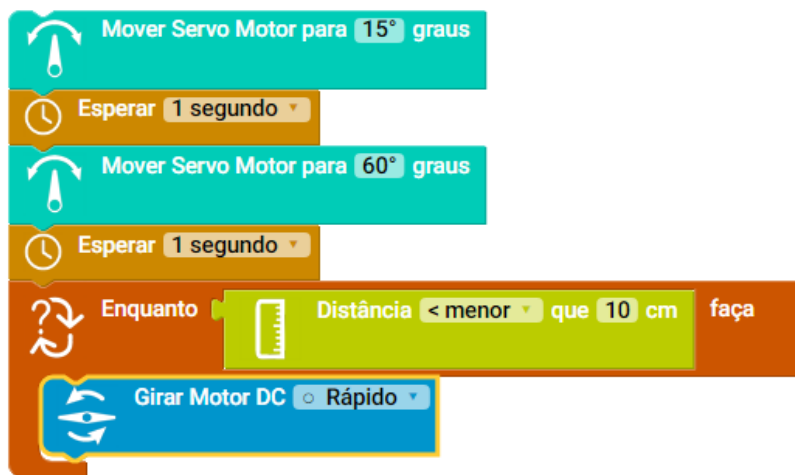 Mover Servo Motor para 15° graus
Esperar 1 segundo
Mover Servo Motor para 60° graus
Esperar 1 segundo
Enquanto Distância < menor que 10 cm faça
Girar Motor DC ○ Rápido